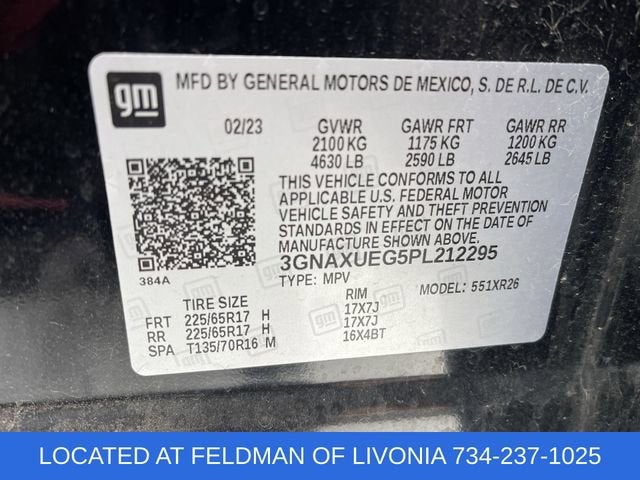 gm
MFD BY GENERAL MOTORS DE MEXICO, S. DE R.L. DE C.V.
02/23 GVWR GAWR FRT GAWR RR
2100 KG 1175 KG 1200 KG
4630 LB 2590 LB 2645 LB
THIS VEHICLE CONFORMS TO ALL
APPLICABLE U.S. FEDERAL MOTOR
VEHICLE SAFETY AND THEFT PREVENTION
STANDARDS IN EFFECT ON THE DATE OF
MANUFACTURE SHOWN ABOVE.
384A
3GNAXUEG5PL212295
TYPE: MPV MODEL: 551XR26
TIRE SIZE RIM
FRT 225/65R17 H 17X7J
RR 225/65R17 H 17X7J
SPA T135/70R16 M 16X4BT
LOCATED AT FELDMAN OF LIVONIA 734-237-1025